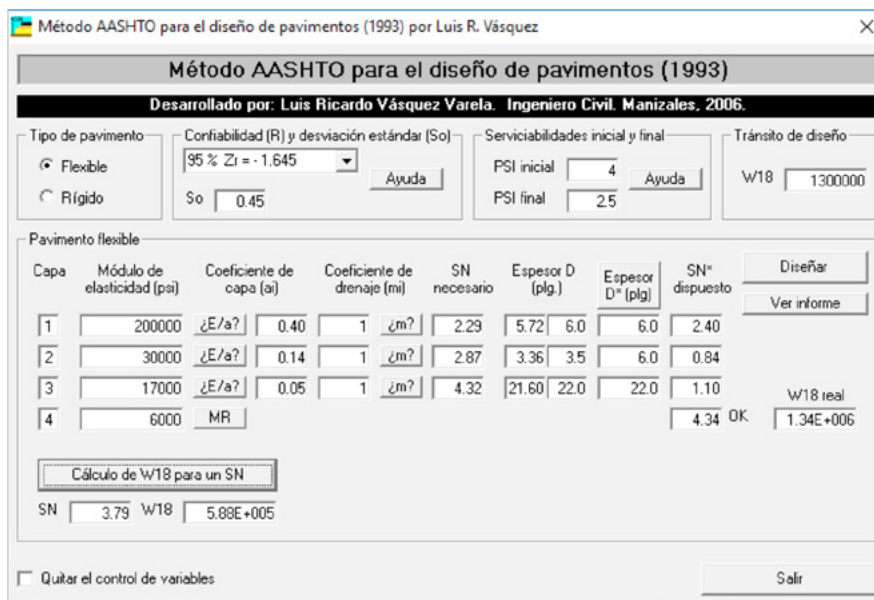 Método AASHTO para el diseño de pavimentos (1993) por Luis R. Vásquez
Método AASHTO para el diseño de pavimentos (1993)
Desarrollado por: Luis Ricardo Vásquez Varela. Ingeniero Civil. Manizales, 2006.
Tipo de pavimento Confiabilidad (R) y desviación estándar (So) Serviciabilidades inicial y final Tránsito de diseño
Flexible 95 % Zr = - 1.645 Ayuda PSI inicial 4 Ayuda W18 1300000
Rígido So 0.45 PSI final 2.5
Pavimento flexible
Capa Módulo de elasticidad (psi) Coeficiente de capa (ai) Coeficiente de drenaje (mi) SN necesario Espesor D (plg.) Espesor D* (plg) SN* dispuesto Diseñar
Ver informe
1 200000 ¿E/a? 0.40 1 ¿m? 2.29 5.72 6.0 6.0 2.40
2 30000 ¿E/a? 0.14 1 ¿m? 2.87 3.36 3.5 6.0 0.84
3 17000 ¿E/a? 0.05 1 ¿m? 4.32 21.60 22.0 22.0 1.10 W18 real
4 6000 MR 4.34 OK 1.34E+006
Cálculo de W18 para un SN
SN 3.79 W18 5.88E+005
Quitar el control de variables Salir